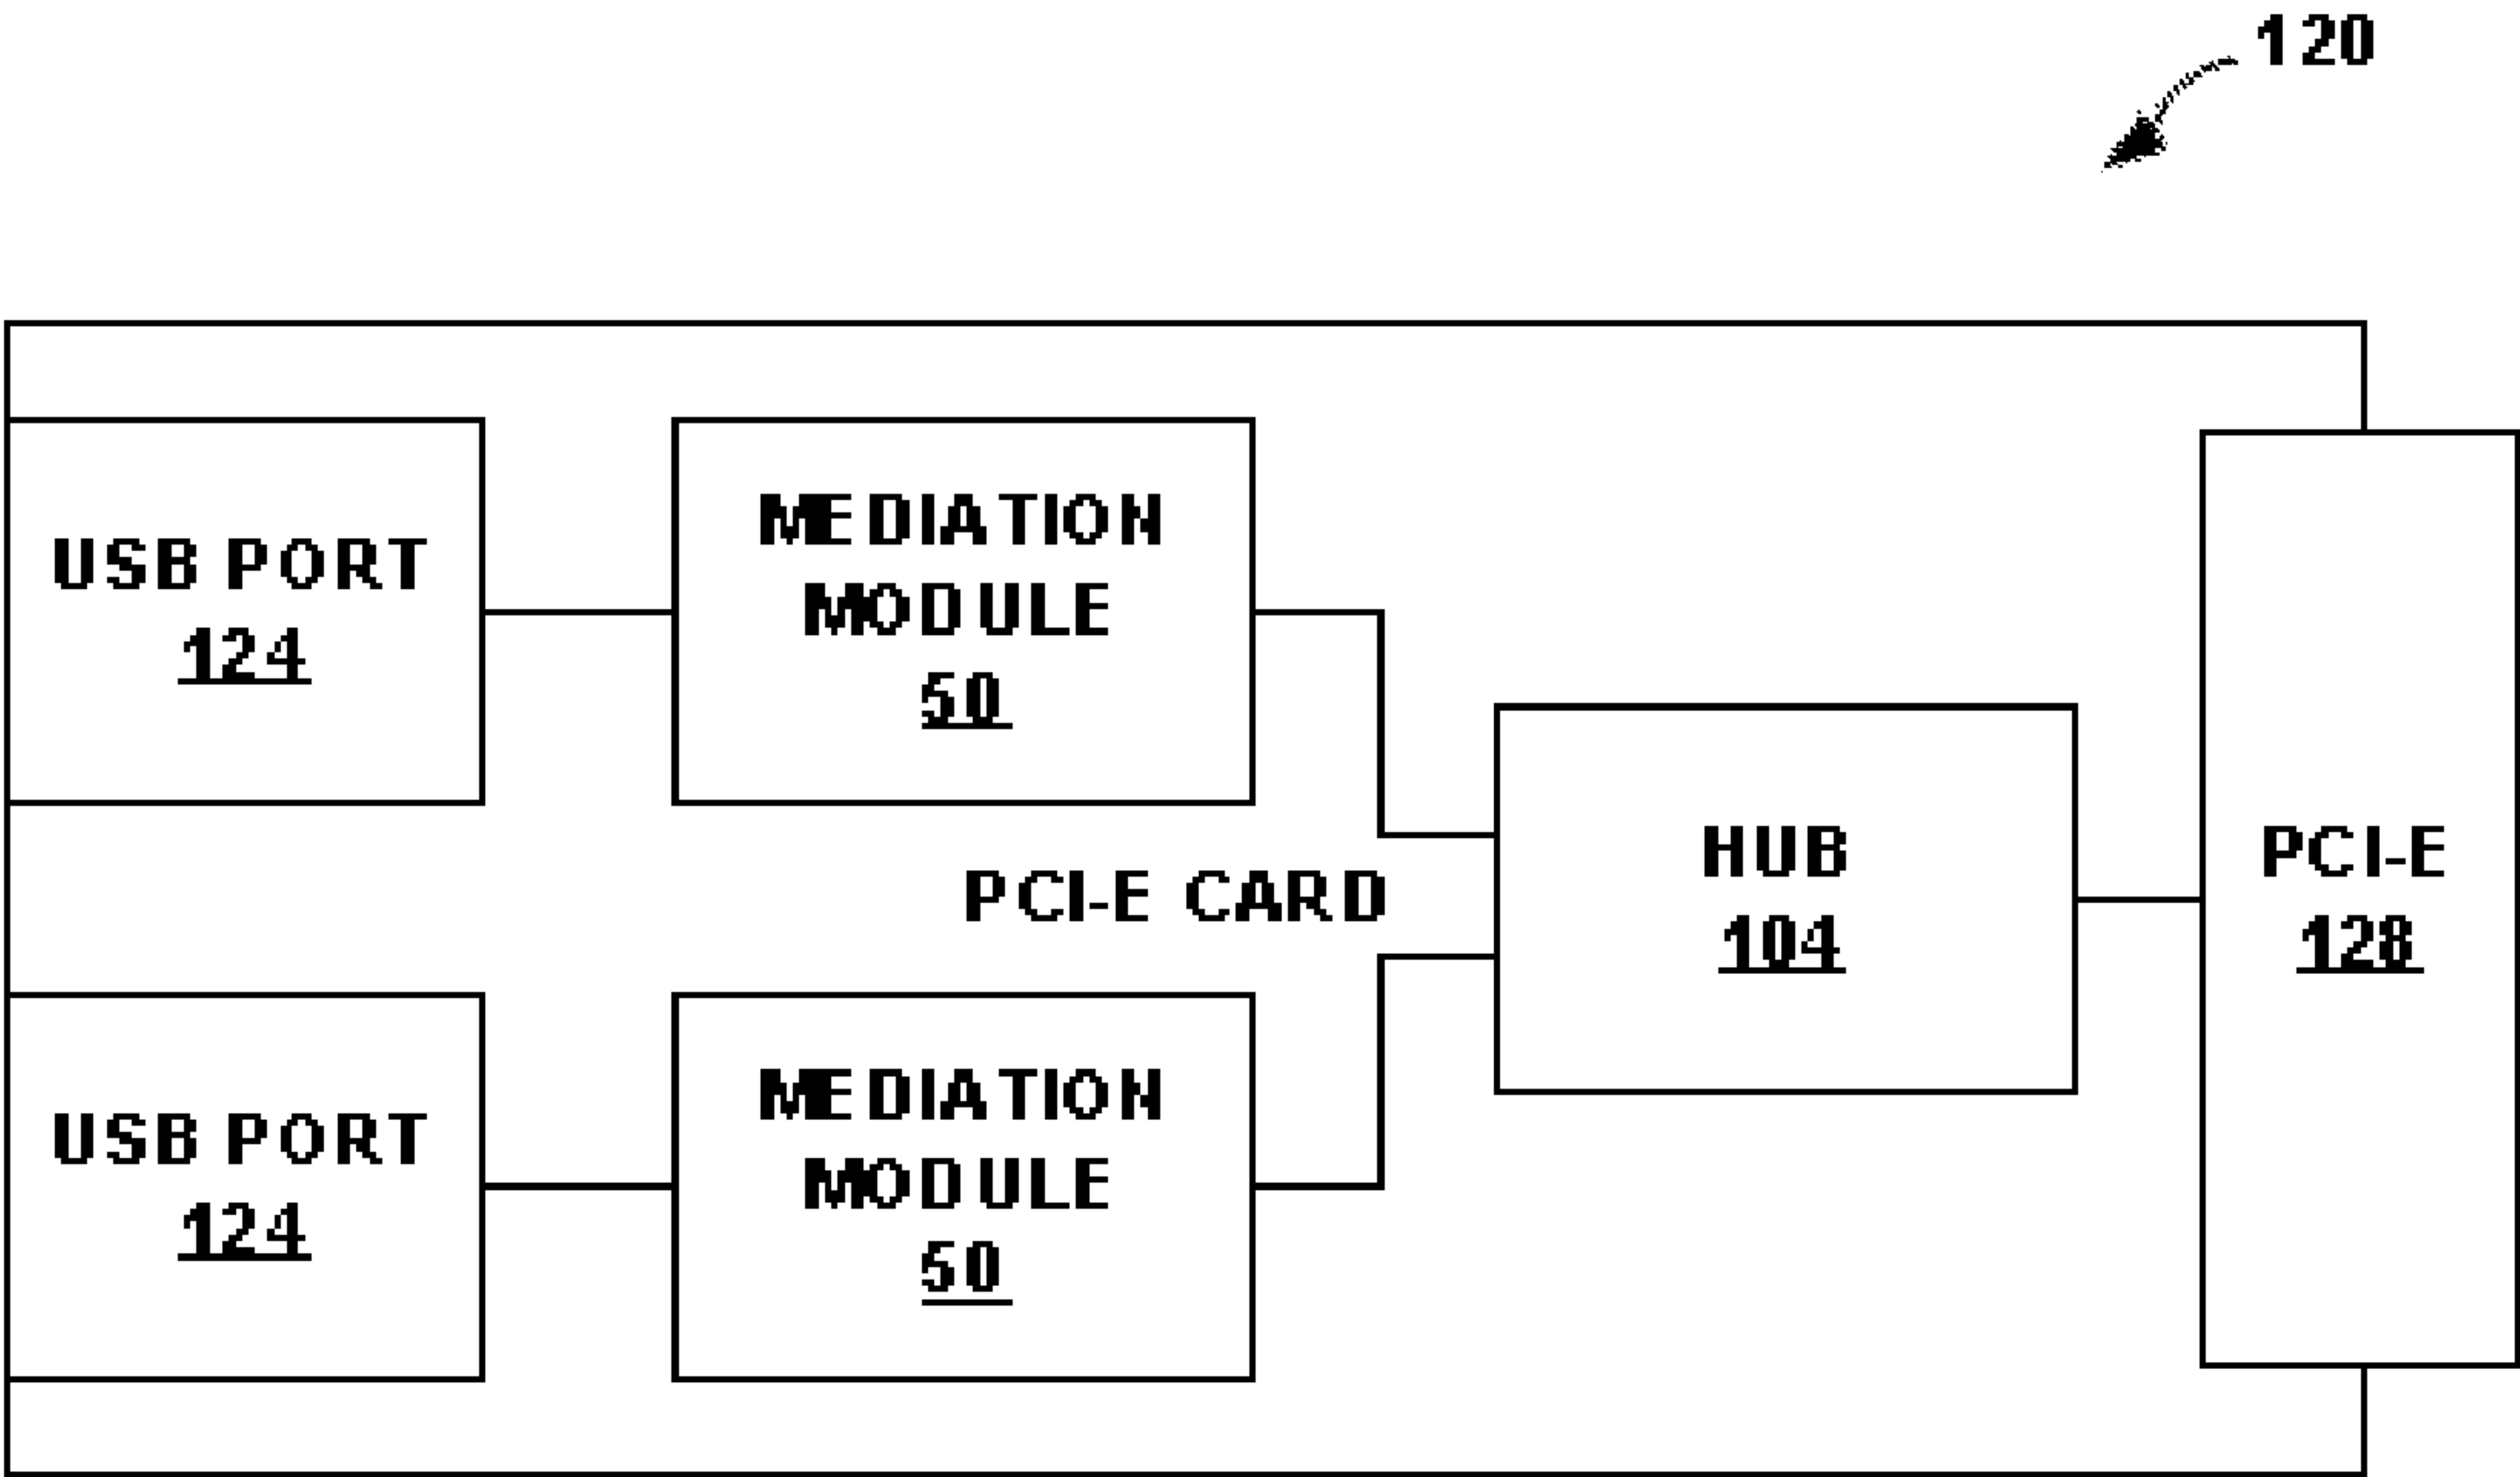 120
USB PORT
124
MEDIATION
MODULE
50
PCI-E CARD
HUB
104
PCI-E
128
USB PORT
124
MEDIATION
MODULE
50